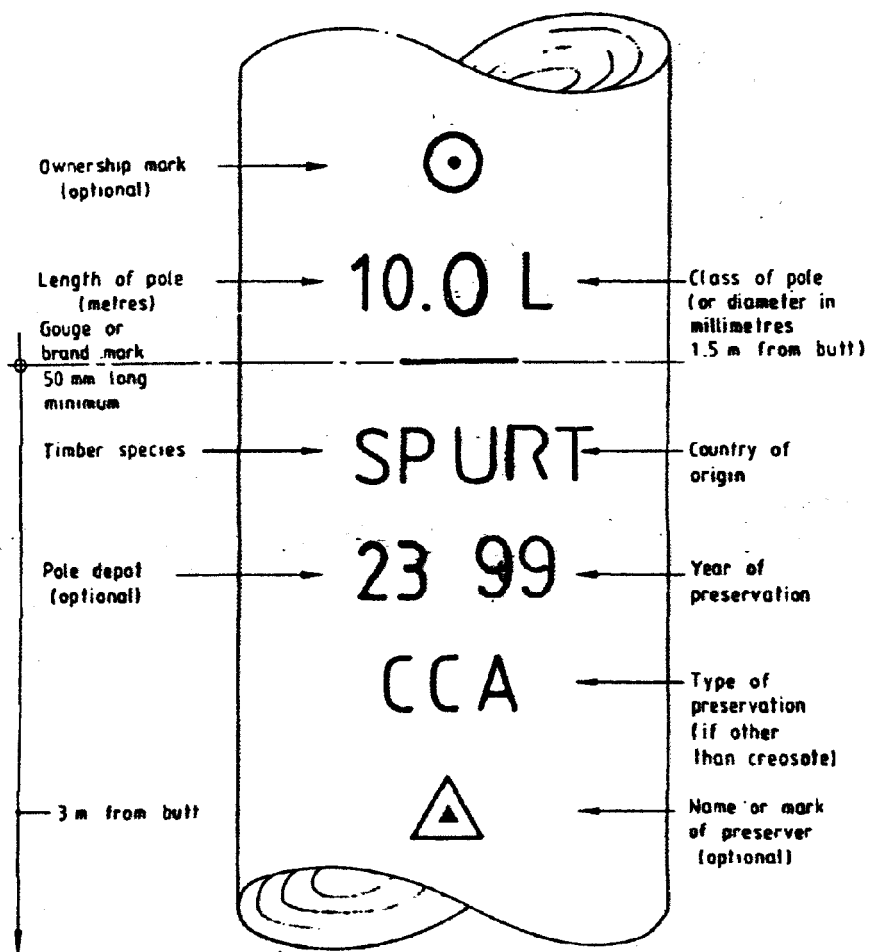 Ownership mark
(optional)
Length of pole
(metres)
10.0 L
Class of pole
(or diameter in
millimetres
1.5 m from butt)
Gouge or
brand mark
50 mm long
minimum
Timber species
SPURT
Country of
origin
Pole depot
(optional)
23 99
Year of
preservation
CCA
Type of
preservation
(if other
than creosote)
3 m from butt
Name or mark
of preserver
(optional)